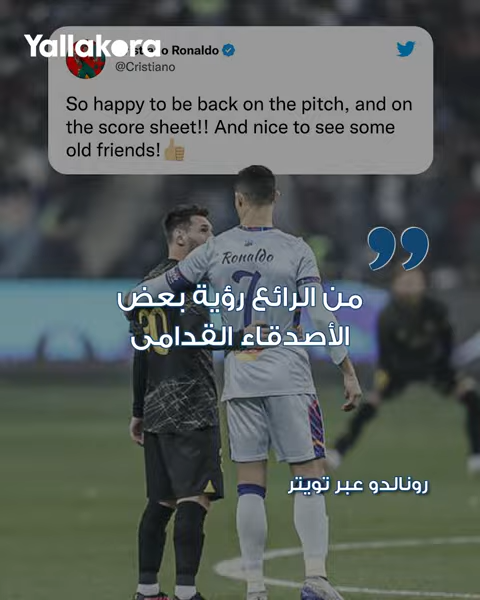 Yallakora
stiano Ronaldo
@Cristiano
So happy to be back on the pitch, and on
the score sheet!! And nice to see some
old friends!👍
Ronaldo
7
30
من الرائع رؤية بعض
الأصدقاء القدامى
رونالدو عبر تويتر